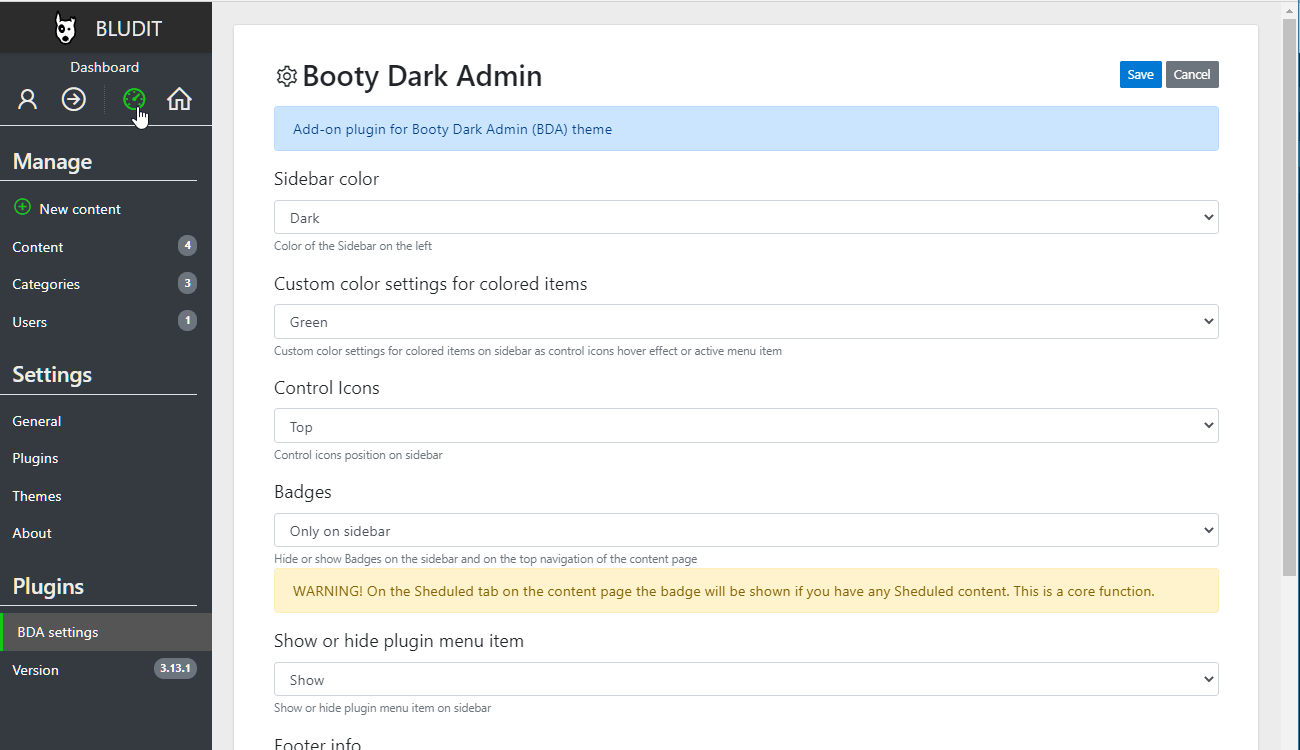 BLUDIT
Dashboard
Manage
New content
Content 4
Categories 3
Users 1
Settings
General
Plugins
Themes
About
Plugins
BDA settings
Version 3.13.1
Booty Dark Admin
Save Cancel
Add-on plugin for Booty Dark Admin (BDA) theme
Sidebar color
Dark
Color of the Sidebar on the left
Custom color settings for colored items
Green
Custom color settings for colored items on sidebar as control icons hover effect or active menu item
Control Icons
Top
Control icons position on sidebar
Badges
Only on sidebar
Hide or show Badges on the sidebar and on the top navigation of the content page
WARNING! On the Sheduled tab on the content page the badge will be shown if you have any Sheduled content. This is a core function.
Show or hide plugin menu item
Show
Show or hide plugin menu item on sidebar
Footer info